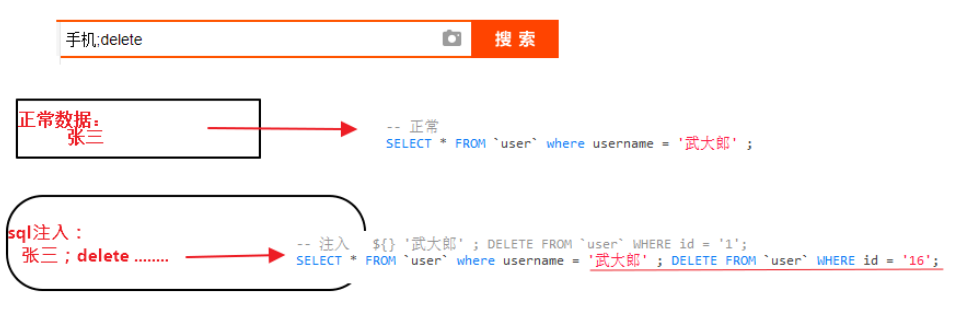 手机;delete
搜 索
正常数据：
张三
-- 正常
SELECT * FROM `user` where username = '武大郎' ;
sql注入：
张三；delete ........
-- 注入 ${} '武大郎' ; DELETE FROM `user` WHERE id = '1';
SELECT * FROM `user` where username = '武大郎' ; DELETE FROM `user` WHERE id = '16';